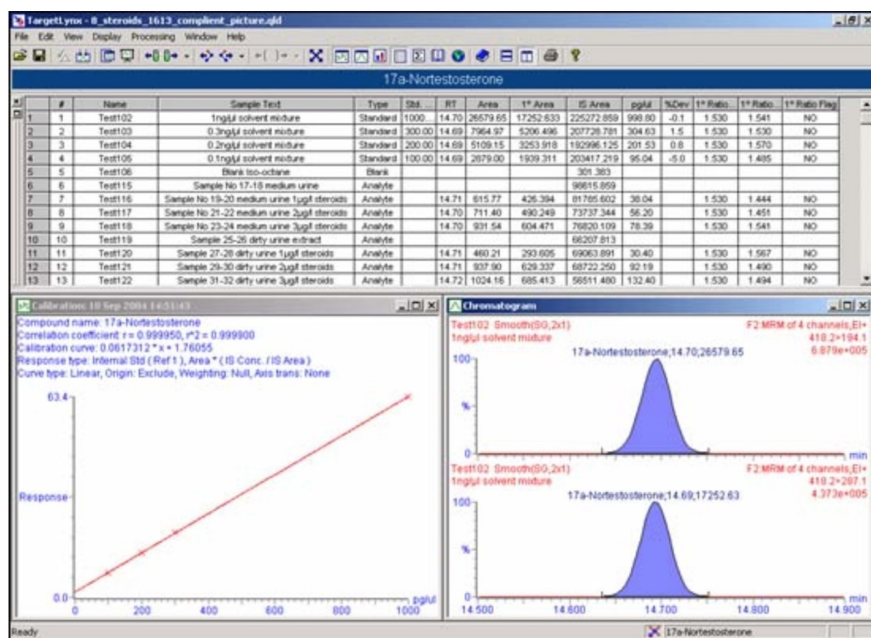 TargetLynx - 8_steroids_1613_complient_picture.qld
File Edit View Display Processing Window Help
17a-Nortestosterone
# Name Sample Text Type Std. ... RT Area 1° Area IS Area pg/ul %Dev 1° Ratio... 1° Ratio... 1° Ratio Flag
1 1 Test102 1ng/µl solvent mixture Standard 1000... 14.70 26579.65 17252.633 225272.859 998.80 -0.1 1.530 1.541 NO
2 2 Test103 0.3ng/µl solvent mixture Standard 300.00 14.69 7964.97 5206.496 207728.781 304.63 1.5 1.530 1.530 NO
3 3 Test104 0.2ng/µl solvent mixture Standard 200.00 14.69 5109.15 3253.918 192996.125 201.53 0.8 1.530 1.570 NO
4 4 Test105 0.1ng/µl solvent mixture Standard 100.00 14.69 2879.00 1939.311 203417.219 95.04 -5.0 1.530 1.485 NO
5 5 Test106 Blank iso-octane Blank 301.383
6 6 Test115 Sample No 17-18 medium urine Analyte 98615.859
7 7 Test116 Sample No 19-20 medium urine 1µg/l steroids Analyte 14.71 615.77 426.394 81785.602 38.04 1.530 1.444 NO
8 8 Test117 Sample No 21-22 medium urine 2µg/l steroids Analyte 14.70 711.40 490.249 73737.344 56.20 1.530 1.451 NO
9 9 Test118 Sample No 23-24 medium urine 3µg/l steroids Analyte 14.70 931.54 604.471 76820.109 78.39 1.530 1.541 NO
10 10 Test119 Sample 25-26 dirty urine extract Analyte 66207.813
11 11 Test120 Sample 27-28 dirty urine 1µg/l steroids Analyte 14.71 460.21 293.605 69063.891 30.40 1.530 1.567 NO
12 12 Test121 Sample 29-30 dirty urine 2µg/l steroids Analyte 14.71 937.90 629.337 68722.250 92.19 1.530 1.490 NO
13 13 Test122 Sample 31-32 dirty urine 3µg/l steroids Analyte 14.72 1024.16 685.413 56511.480 132.40 1.530 1.494 NO
Calibration: 10 Sep 2004 14:51:43
Compound name: 17a-Nortestosterone
Correlation coefficient: r = 0.999950, r^2 = 0.999900
Calibration curve: 0.0617312 * x + 1.76055
Response type: Internal Std ( Ref 1 ), Area * ( IS Conc. / IS Area )
Curve type: Linear, Origin: Exclude, Weighting: Null, Axis trans: None
63.4
Response
0.0
0 200 400 600 800 1000
pg/ul
Chromatogram
Test102 Smooth(SG,2x1)
1ng/µl solvent mixture
F2:MRM of 4 channels,EI+
418.2>194.1
6.879e+005
17a-Nortestosterone;14.70;26579.65
100
%
0
min
Test102 Smooth(SG,2x1)
1ng/µl solvent mixture
F2:MRM of 4 channels,EI+
418.2>287.1
4.373e+005
17a-Nortestosterone;14.69;17252.63
100
%
0
min
14.500 14.600 14.700 14.800 14.900
Ready
17a-Nortestosterone